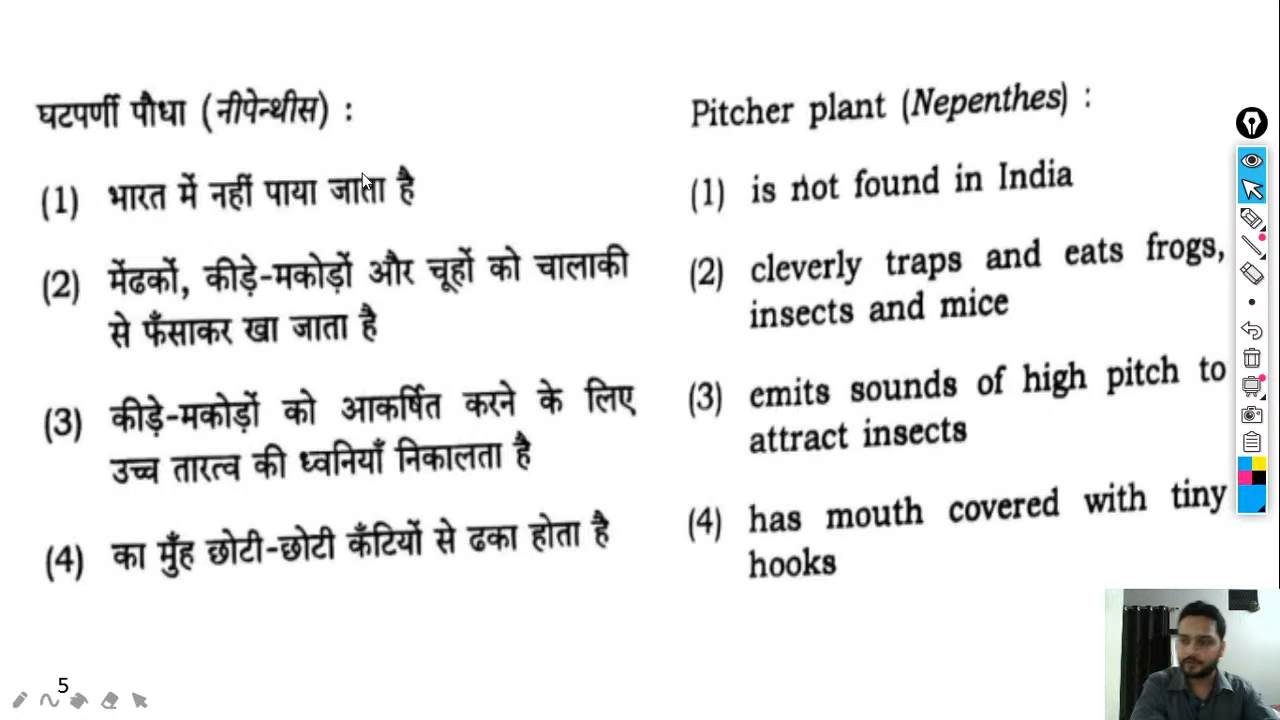 घटपर्णी पौधा (नीपेन्थीस) :
(1) भारत में नहीं पाया जाता है
(2) मेंढकों, कीड़े-मकोड़ों और चूहों को चालाकी
से फँसाकर खा जाता है
(3) कीड़े-मकोड़ों को आकर्षित करने के लिए
उच्च तारत्व की ध्वनियाँ निकालता है
(4) का मुँह छोटी-छोटी कँटियों से ढका होता है
Pitcher plant (Nepenthes) :
(1) is not found in India
(2) cleverly traps and eats frogs,
insects and mice
(3) emits sounds of high pitch to
attract insects
(4) has mouth covered with tiny
hooks
5